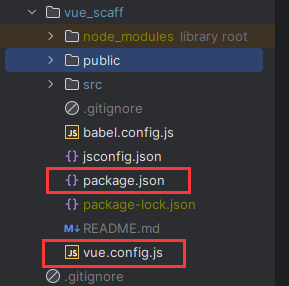 vue_scaff
node_modules library root
public
src
.gitignore
JS babel.config.js
{} jsconfig.json
{} package.json
{} package-lock.json
M↓ README.md
JS vue.config.js
.gitignore